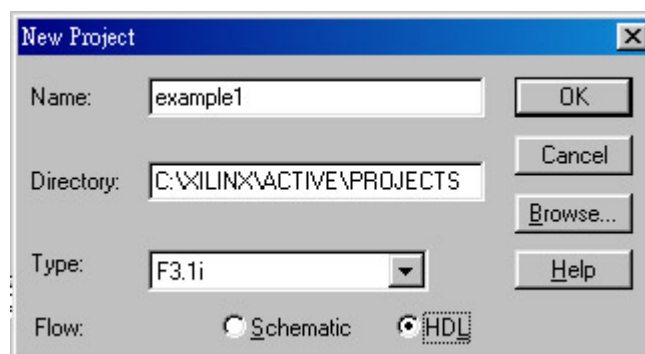 New Project
Name: example1 OK
Cancel
Directory: C:\XILINX\ACTIVE\PROJECTS
Browse...
Type: F3.1i Help
Flow: Schematic HDL